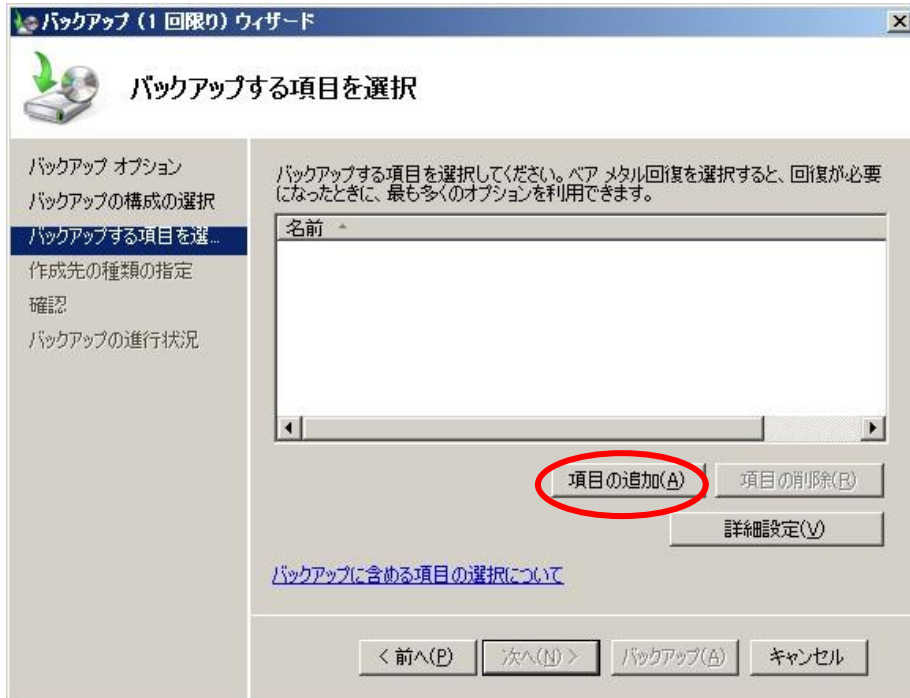 バックアップ (1 回限り) ウィザード
バックアップする項目を選択
バックアップ オプション
バックアップの構成の選択
バックアップする項目を選...
作成先の種類の指定
確認
バックアップの進行状況
バックアップする項目を選択してください。ベア メタル回復を選択すると、回復が必要
になったときに、最も多くのオプションを利用できます。
名前
項目の追加(A)
項目の削除(R)
詳細設定(V)
バックアップに含める項目の選択について
< 前へ(P)
次へ(N) >
バックアップ(A)
キャンセル